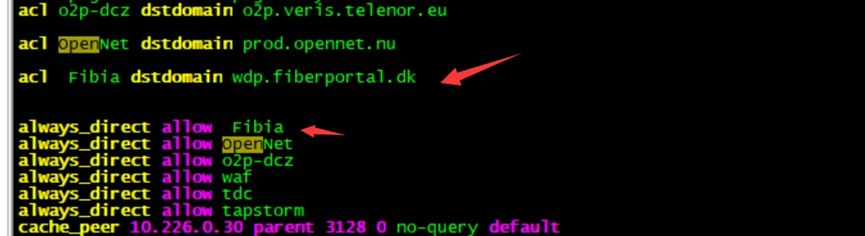 acl o2p-dcz dstdomain o2p.veris.telenor.eu
acl OpenNet dstdomain prod.opennet.nu
acl  Fibia dstdomain wdp.fiberportal.dk
always_direct allow  Fibia
always_direct allow OpenNet
always_direct allow o2p-dcz
always_direct allow waf
always_direct allow tdc
always_direct allow tapstorm
cache_peer 10.226.0.30 parent 3128 0 no-query default